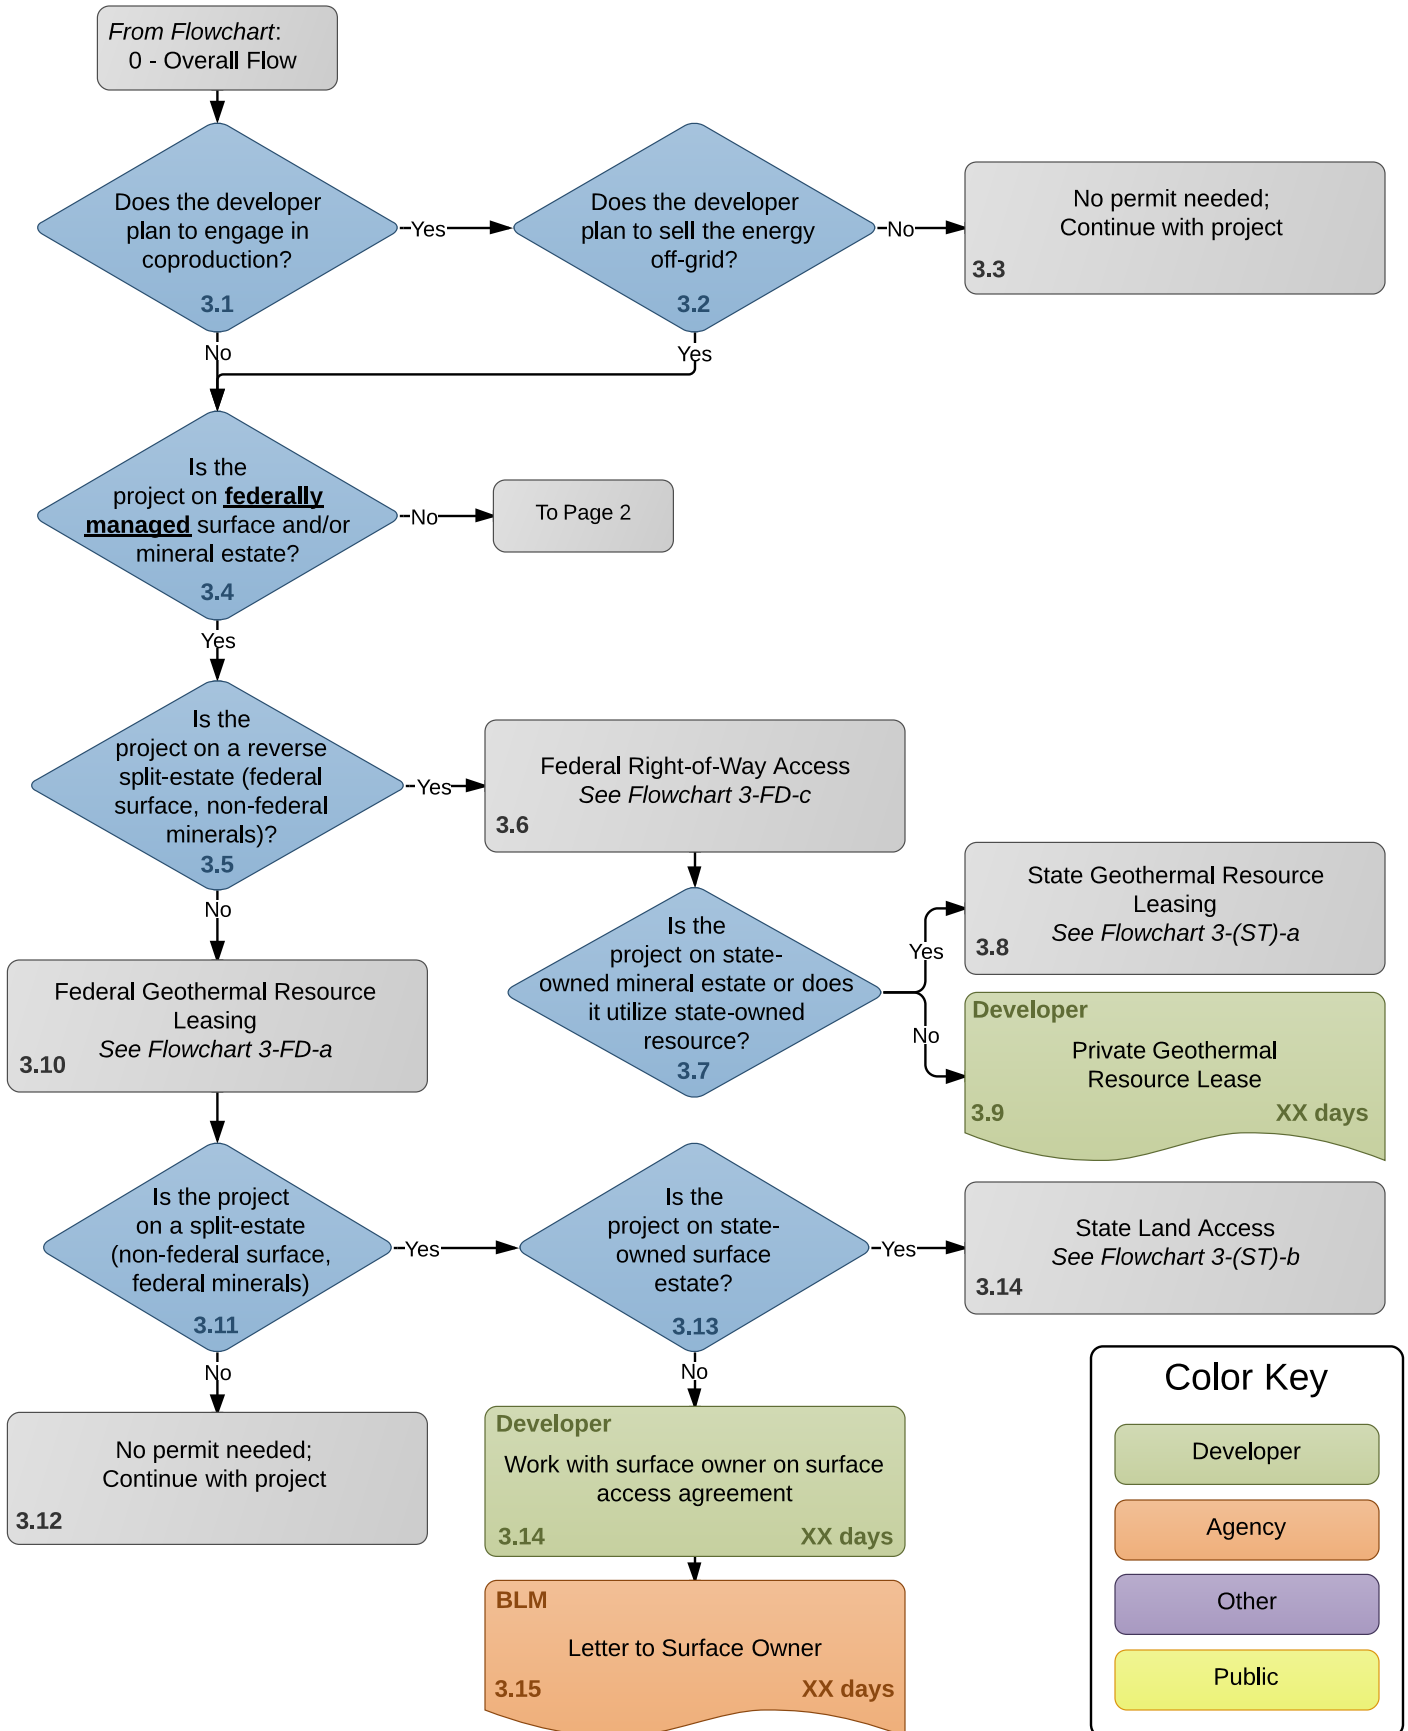 From Flowchart:
0 - Overall Flow
Does the developer
plan to engage in
coproduction?
3.1
Yes
No
Does the developer
plan to sell the energy
off-grid?
3.2
No
Yes
No permit needed;
Continue with project
3.3
Is the
project on federally
managed surface and/or
mineral estate?
3.4
No
Yes
To Page 2
Is the
project on a reverse
split-estate (federal
surface, non-federal
minerals)?
3.5
Yes
No
Federal Right-of-Way Access
See Flowchart 3-FD-c
3.6
Is the
project on state-
owned mineral estate or does
it utilize state-owned
resource?
3.7
Yes
No
State Geothermal Resource
Leasing
See Flowchart 3-(ST)-a
3.8
Developer
Private Geothermal
Resource Lease
3.9 XX days
Federal Geothermal Resource
Leasing
See Flowchart 3-FD-a
3.10
Is the project
on a split-estate
(non-federal surface,
federal minerals)
3.11
Yes
No
Is the
project on state-
owned surface
estate?
3.13
Yes
No
State Land Access
See Flowchart 3-(ST)-b
3.14
No permit needed;
Continue with project
3.12
Developer
Work with surface owner on surface
access agreement
3.14 XX days
BLM
Letter to Surface Owner
3.15 XX days
Color Key
Developer
Agency
Other
Public